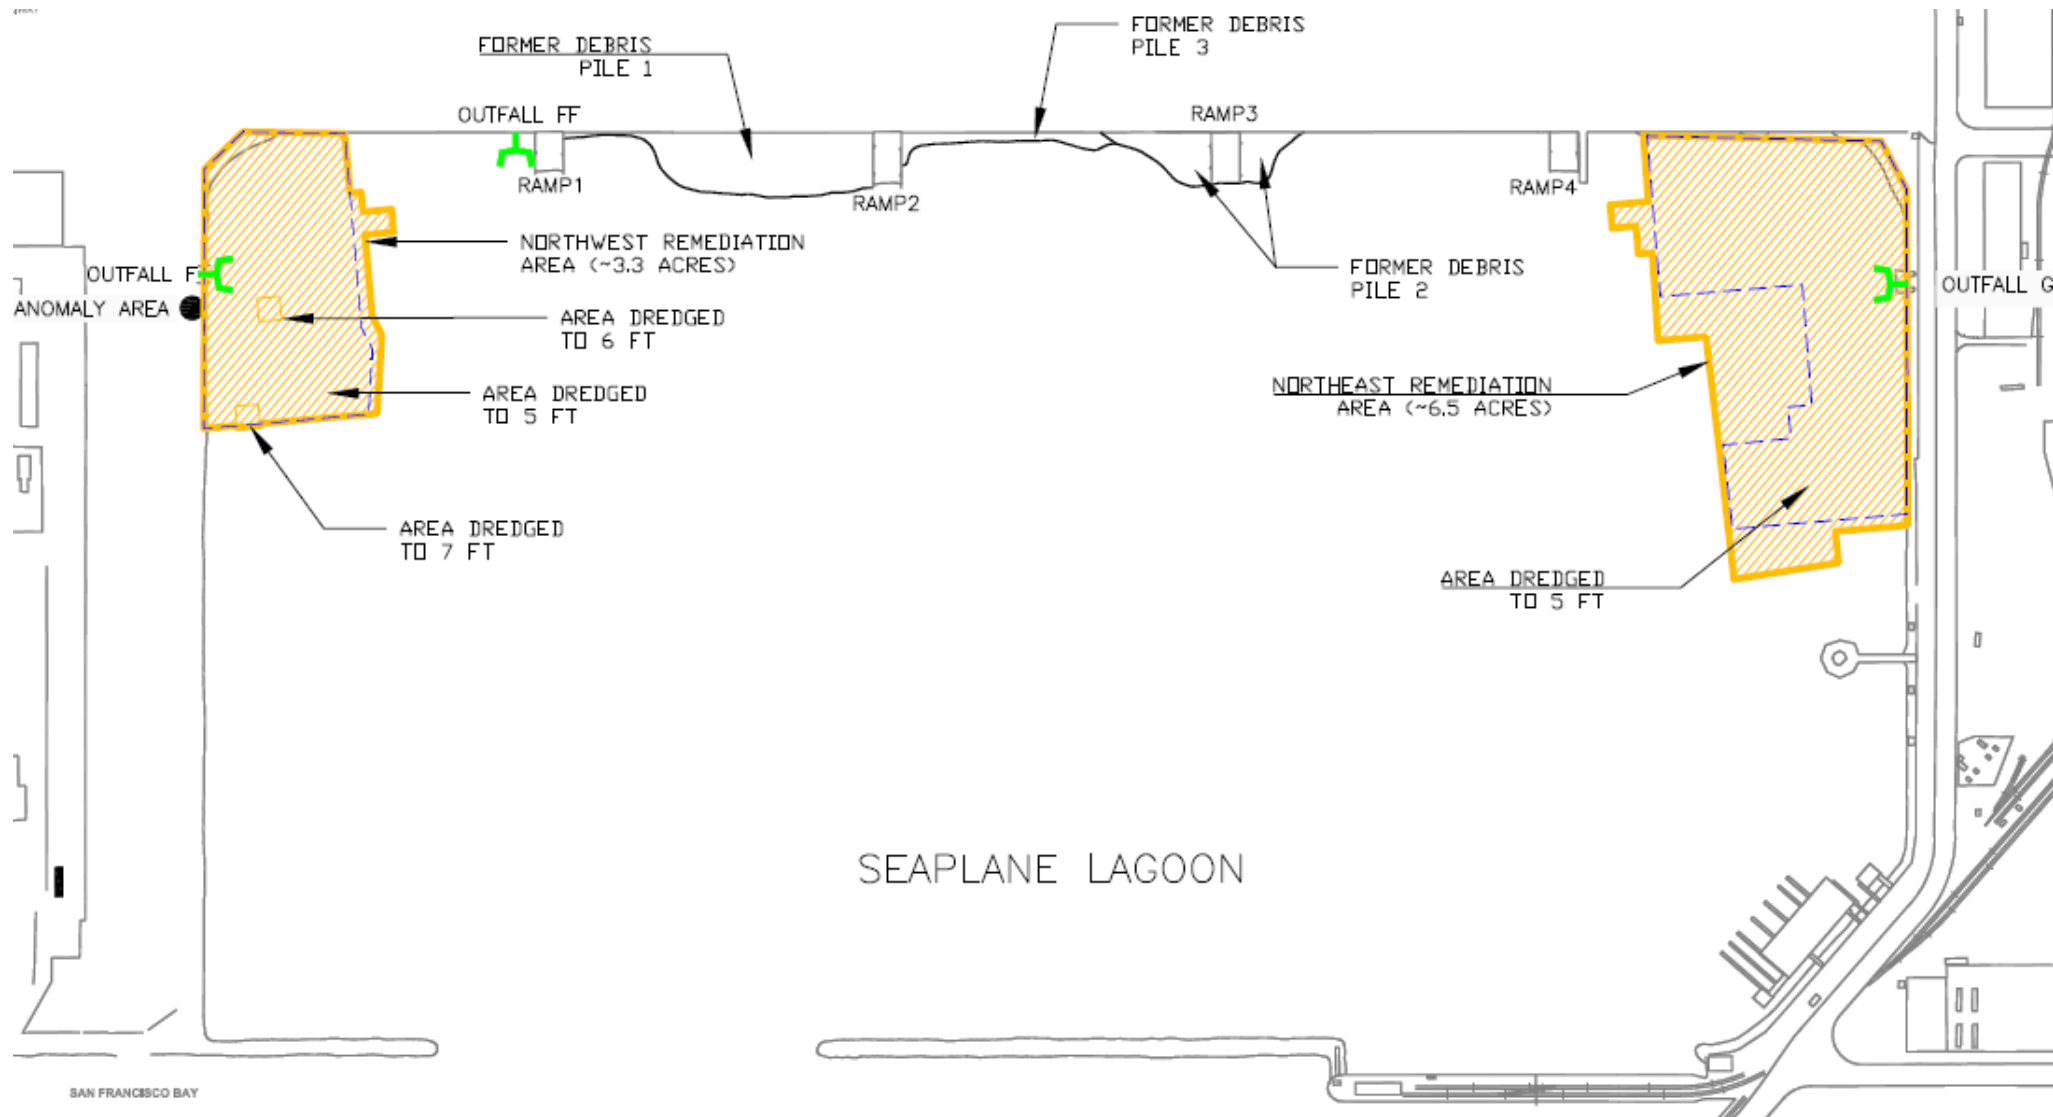 FORMER DEBRIS
PILE 3
FORMER DEBRIS
PILE 1
OUTFALL FF
RAMP3
RAMP1
RAMP4
RAMP2
NORTHWEST REMEDIATION
AREA (~3.3 ACRES)
FORMER DEBRIS
PILE 2
OUTFALL F
OUTFALL G
ANOMALY AREA
AREA DREDGED
TO 6 FT
NORTHEAST REMEDIATION
AREA (~6.5 ACRES)
AREA DREDGED
TO 5 FT
AREA DREDGED
TO 7 FT
AREA DREDGED
TO 5 FT
SEAPLANE LAGOON
SAN FRANCISCO BAY